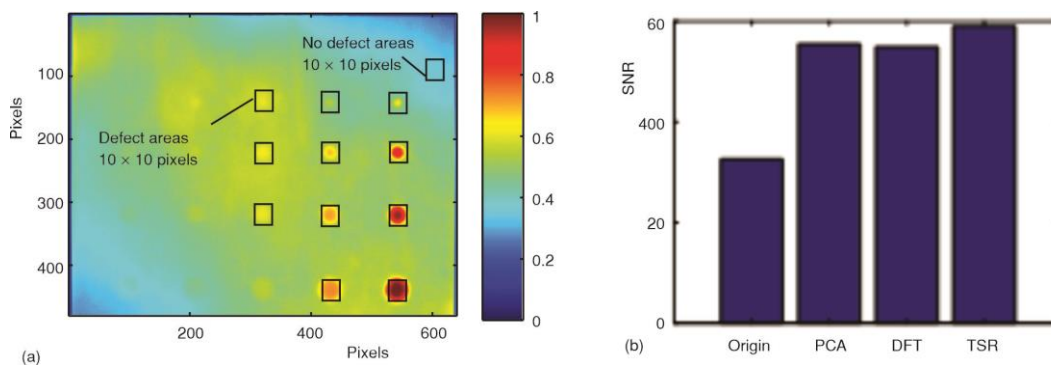 No defect areas
10 × 10 pixels
Defect areas
10 × 10 pixels
100
200
300
400
Pixels
200
400
600
Pixels
1
0.8
0.6
0.4
0.2
0
(a)
60
400
20
0
SNR
Origin
PCA
DFT
TSR
(b)